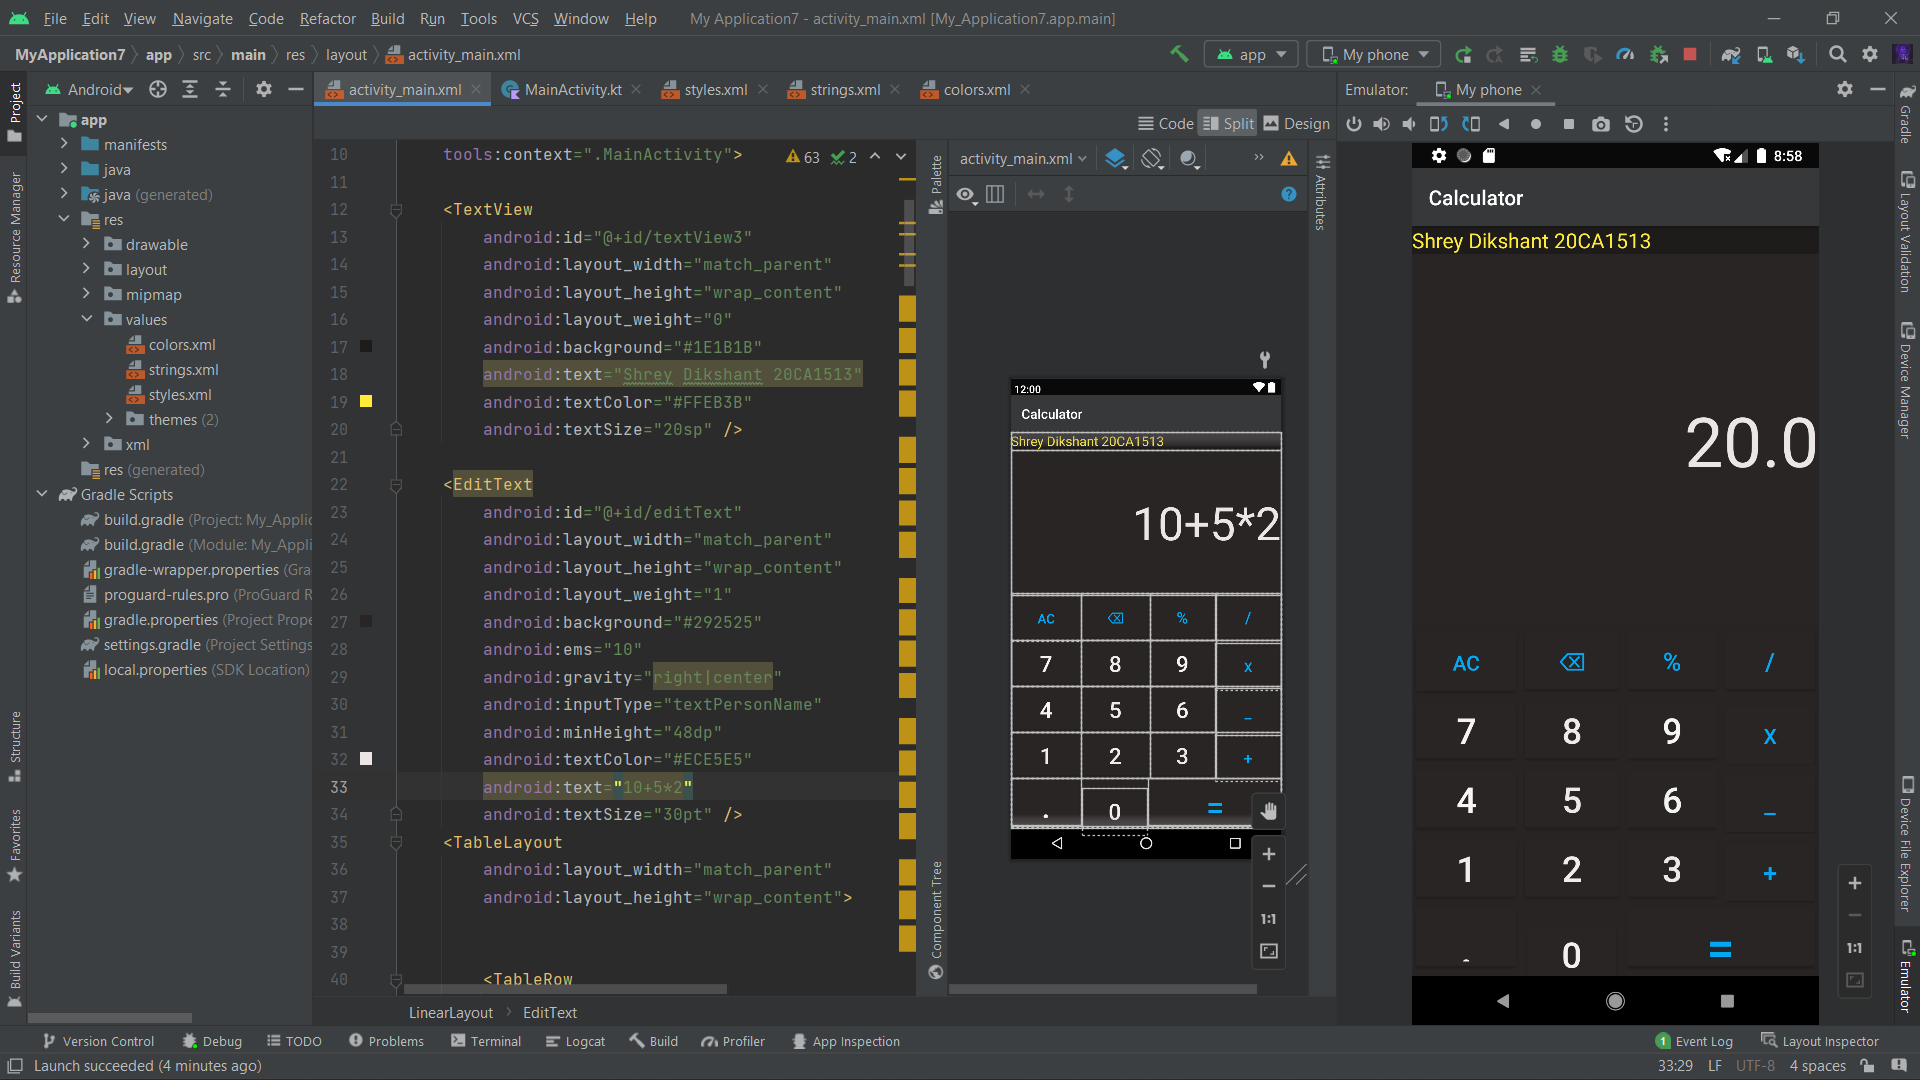 File Edit View Navigate Code Refactor Build Run Tools VCS Window Help My Application7 - activity_main.xml [My_Application7.app.main]
MyApplication7 app src main res layout activity_main.xml app My phone
Project
Resource Manager
Structure
Favorites
Build Variants
Android
app
manifests
java
java (generated)
res
drawable
layout
mipmap
values
colors.xml
strings.xml
styles.xml
themes (2)
xml
res (generated)
Gradle Scripts
build.gradle (Project: My_Applic
build.gradle (Module: My_Appli
gradle-wrapper.properties (Gra
proguard-rules.pro (ProGuard R
gradle.properties (Project Prope
settings.gradle (Project Settings
local.properties (SDK Location)
activity_main.xml MainActivity.kt styles.xml strings.xml colors.xml
Code Split Design
63 2
10 tools:context=".MainActivity">
11
12 <TextView
13 android:id="@+id/textView3"
14 android:layout_width="match_parent"
15 android:layout_height="wrap_content"
16 android:layout_weight="0"
17 android:background="#1E1B1B"
18 android:text="Shrey Dikshant 20CA1513"
19 android:textColor="#FFEB3B"
20 android:textSize="20sp" />
21
22 <EditText
23 android:id="@+id/editText"
24 android:layout_width="match_parent"
25 android:layout_height="wrap_content"
26 android:layout_weight="1"
27 android:background="#292525"
28 android:ems="10"
29 android:gravity="right|center"
30 android:inputType="textPersonName"
31 android:minHeight="48dp"
32 android:textColor="#ECE5E5"
33 android:text="10+5*2"
34 android:textSize="30pt" />
35 <TableLayout
36 android:layout_width="match_parent"
37 android:layout_height="wrap_content">
38
39
40 <TableRow
LinearLayout EditText
Palette
Component Tree
activity_main.xml
Attributes
12:00
Calculator
Shrey Dikshant 20CA1513
10+5*2
AC % /
7 8 9 x
4 5 6 _
1 2 3 +
. 0 =
1:1
Emulator: My phone
8:58
Calculator
Shrey Dikshant 20CA1513
20.0
AC % /
7 8 9 x
4 5 6 _
1 2 3 +
. 0 =
1:1
Gradle
Layout Validation
Device Manager
Device File Explorer
Emulator
Version Control Debug TODO Problems Terminal Logcat Build Profiler App Inspection 1 Event Log Layout Inspector
Launch succeeded (4 minutes ago) 33:29 LF UTF-8 4 spaces